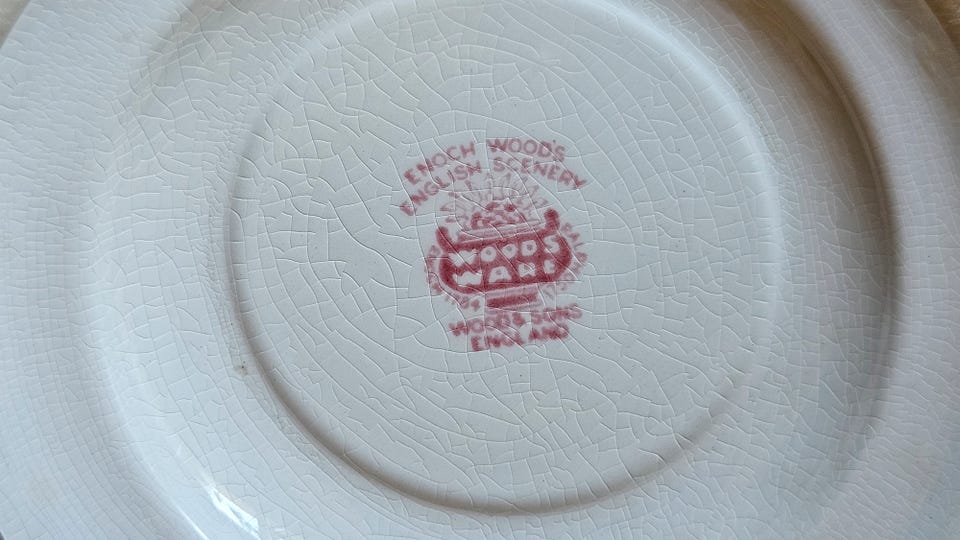 ENOCH WOOD'S
ENGLISH SCENERY
WOODS
WARE
WOOD & SONS
ENGLAND